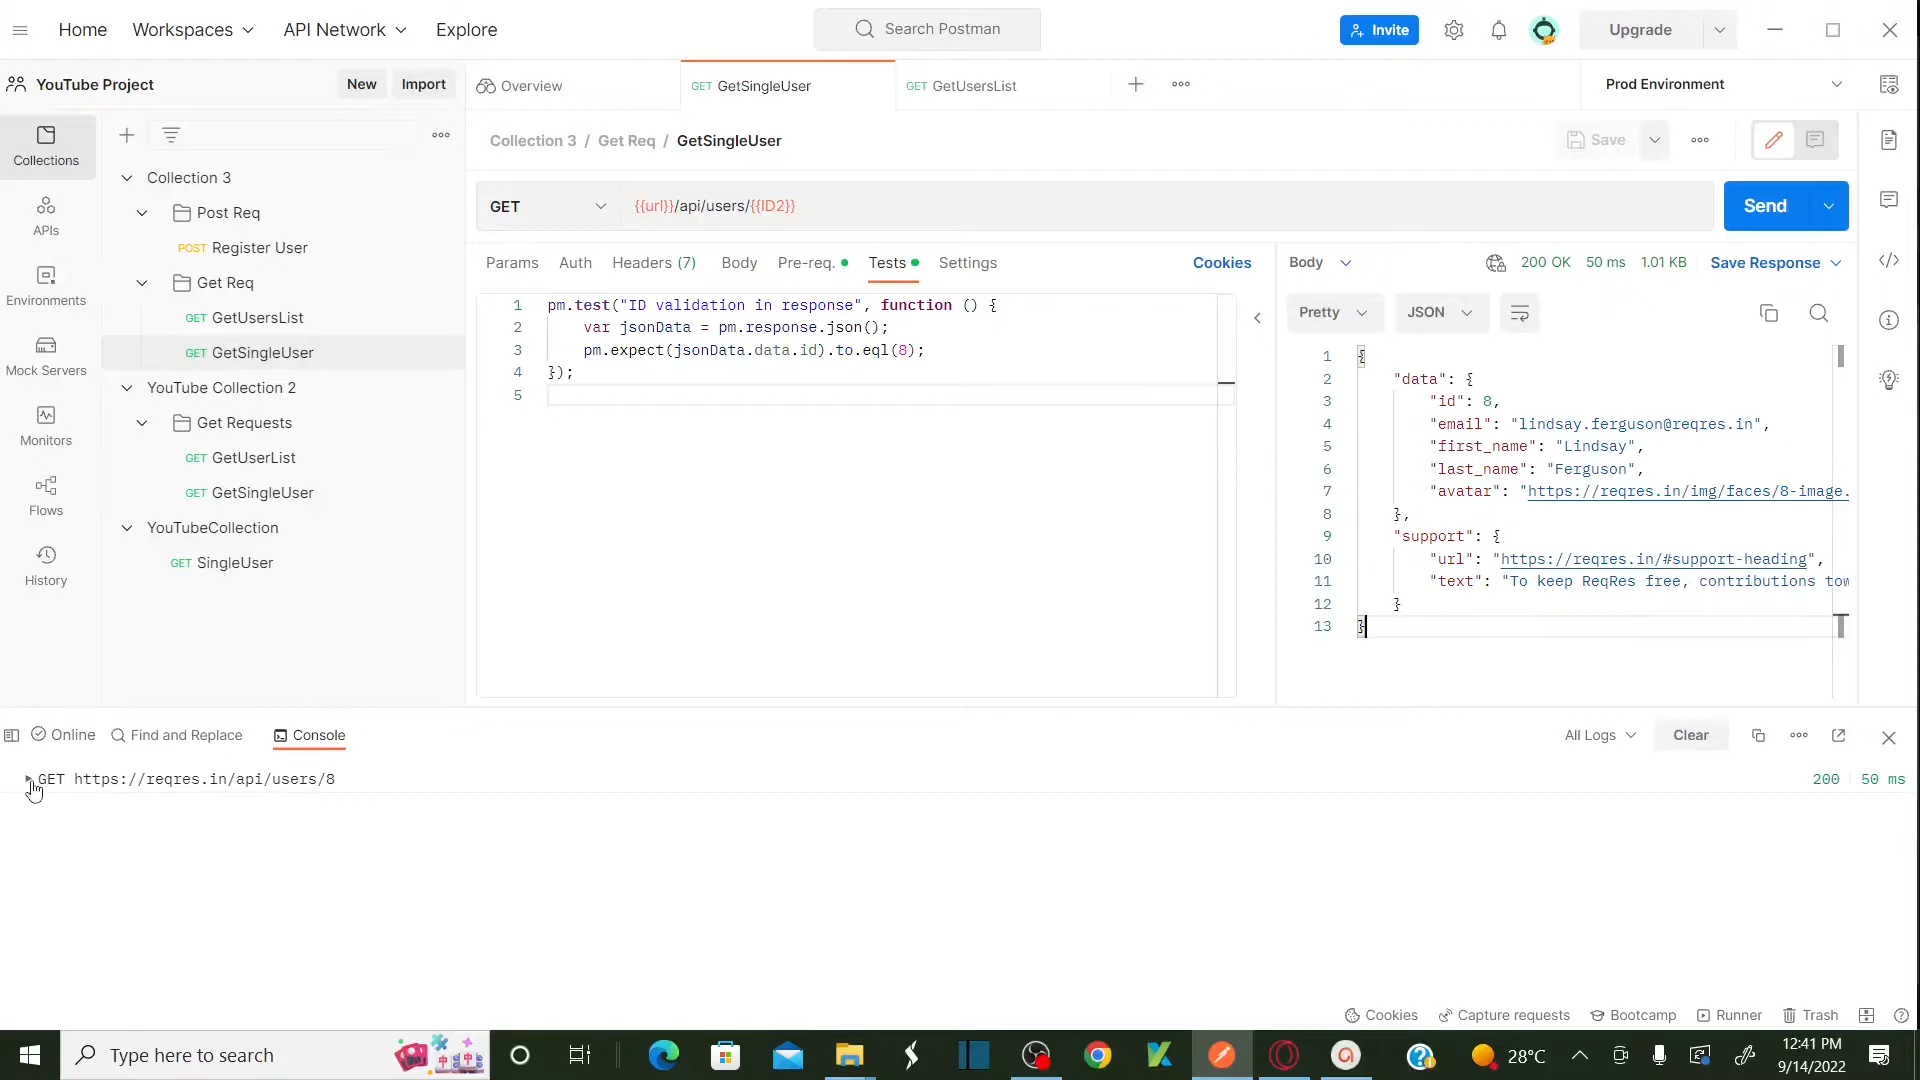 Home Workspaces API Network Explore Search Postman Invite Upgrade
YouTube Project New Import Overview GET GetSingleUser GET GetUsersList Prod Environment
Collection 3 / Get Req / GetSingleUser Save
Collections
APIs
Environments
Mock Servers
Monitors
Flows
History
Collection 3
Post Req
POST Register User
Get Req
GET GetUsersList
GET GetSingleUser
YouTube Collection 2
Get Requests
GET GetUserList
GET GetSingleUser
YouTubeCollection
GET SingleUser
GET {{url}}/api/users/{{ID2}} Send
Params Auth Headers (7) Body Pre-req. Tests Settings Cookies
1 pm.test("ID validation in response", function () {
2 var jsonData = pm.response.json();
3 pm.expect(jsonData.data.id).to.eql(8);
4 });
5
Body 200 OK 50 ms 1.01 KB Save Response
Pretty JSON
1 {
2 "data": {
3 "id": 8,
4 "email": "lindsay.ferguson@reqres.in",
5 "first_name": "Lindsay",
6 "last_name": "Ferguson",
7 "avatar": "https://reqres.in/img/faces/8-image.
8 },
9 "support": {
10 "url": "https://reqres.in/#support-heading",
11 "text": "To keep ReqRes free, contributions tow
12 }
13 }
Online Find and Replace Console All Logs Clear
GET https://reqres.in/api/users/8 200 50 ms
Cookies Capture requests Bootcamp Runner Trash
Type here to search 28°C 12:41 PM
9/14/2022